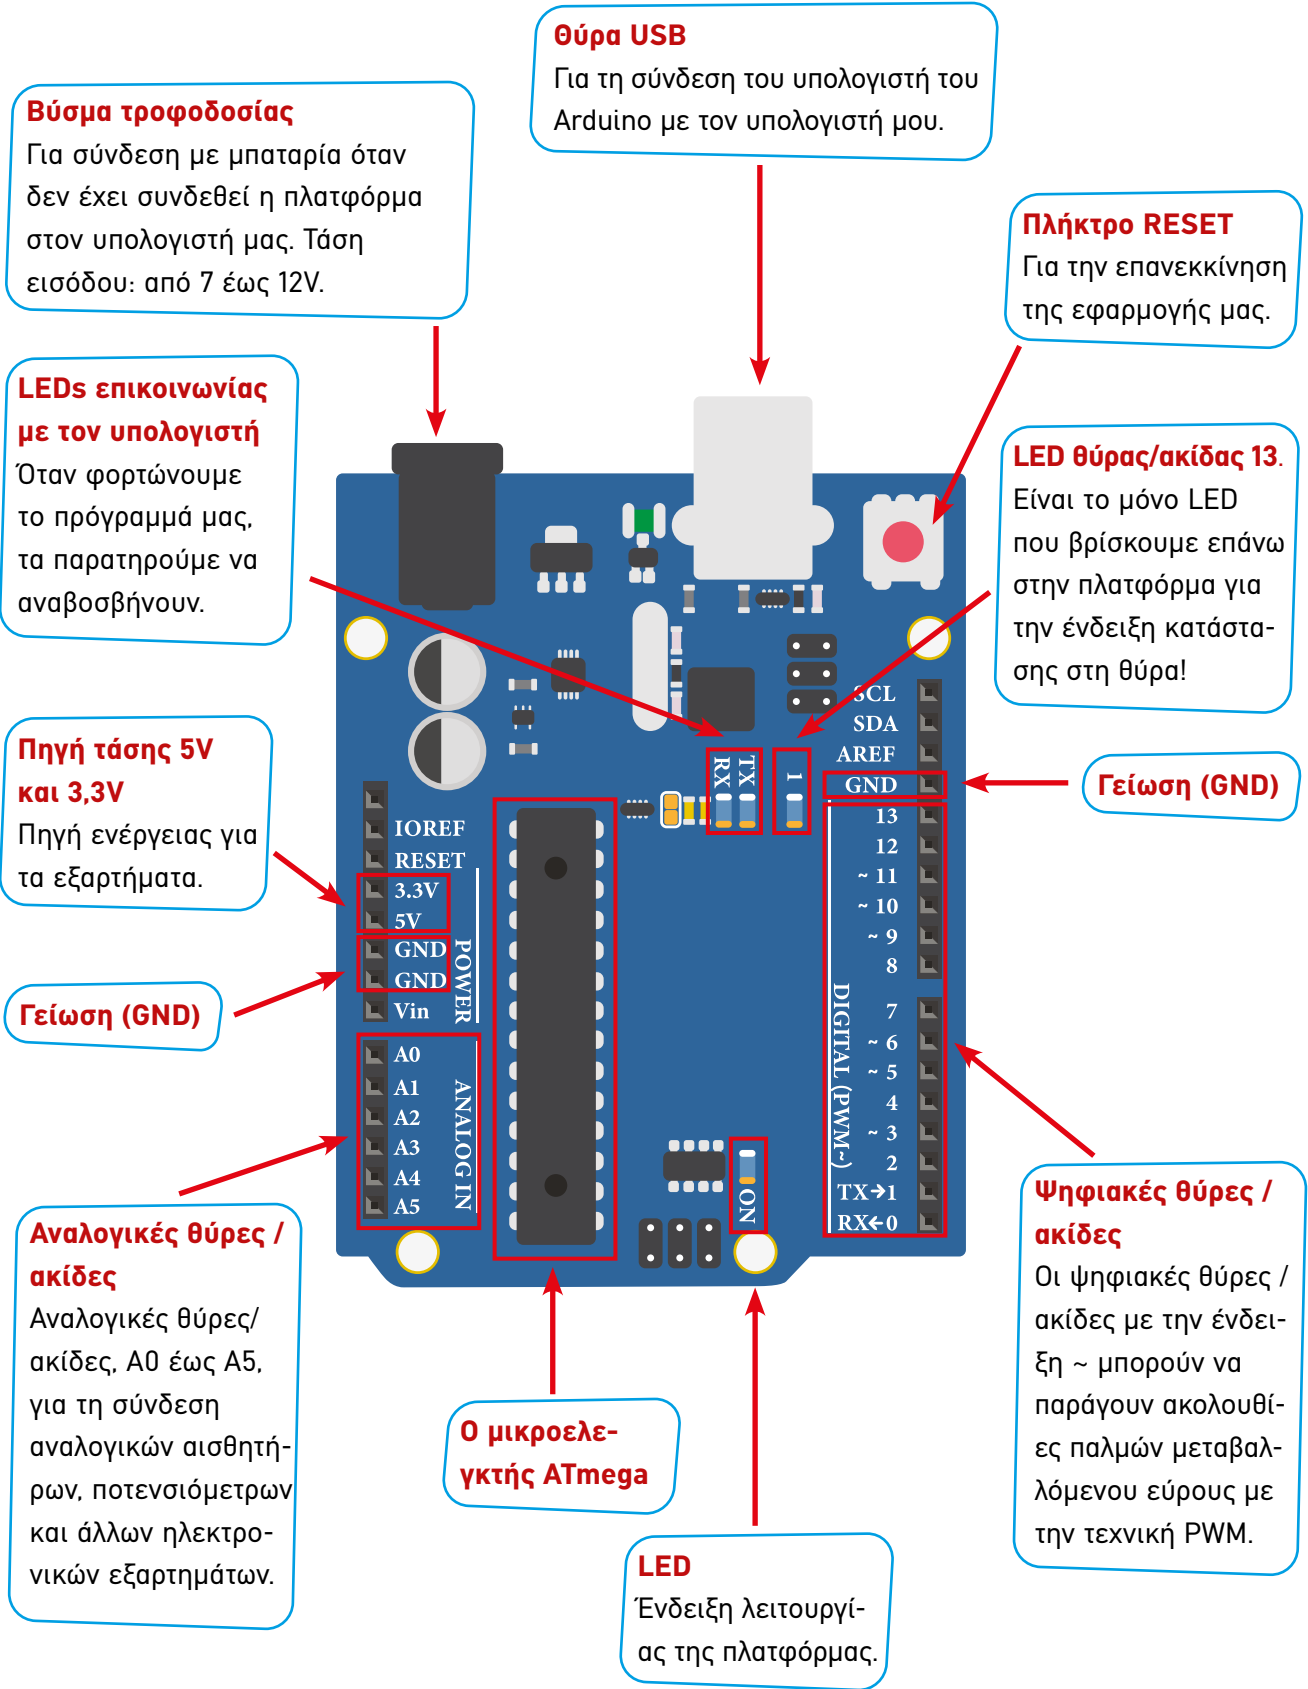 Θύρα USB
Για τη σύνδεση του υπολογιστή του
Arduino με τον υπολογιστή μου.
Βύσμα τροφοδοσίας
Για σύνδεση με μπαταρία όταν
δεν έχει συνδεθεί η πλατφόρμα
στον υπολογιστή μας. Τάση
εισόδου: από 7 έως 12V.
Πλήκτρο RESET
Για την επανεκκίνηση
της εφαρμογής μας.
LEDs επικοινωνίας
με τον υπολογιστή
Όταν φορτώνουμε
το πρόγραμμά μας,
τα παρατηρούμε να
αναβοσβήνουν.
LED θύρας/ακίδας 13.
Είναι το μόνο LED
που βρίσκουμε επάνω
στην πλατφόρμα για
την ένδειξη κατάστα-
σης στη θύρα!
Πηγή τάσης 5V
και 3,3V
Πηγή ενέργειας για
τα εξαρτήματα.
Γείωση (GND)
Γείωση (GND)
RX
TX
1
SCL
SDA
AREF
GND
13
12
~ 11
~ 10
~ 9
8
7
~ 6
~ 5
4
~ 3
2
TX→1
RX←0
DIGITAL (PWM~)
IOREF
RESET
3.3V
5V
GND
GND
Vin
POWER
A0
A1
A2
A3
A4
A5
ANALOG IN
ON
Αναλογικές θύρες /
ακίδες
Αναλογικές θύρες/
ακίδες, A0 έως A5,
για τη σύνδεση
αναλογικών αισθητή-
ρων, ποτενσιόμετρων
και άλλων ηλεκτρο-
νικών εξαρτημάτων.
Ο μικροελε-
γκτής ATmega
LED
Ένδειξη λειτουργί-
ας της πλατφόρμας.
Ψηφιακές θύρες /
ακίδες
Οι ψηφιακές θύρες /
ακίδες με την ένδει-
ξη ~ μπορούν να
παράγουν ακολουθί-
ες παλμών μεταβαλ-
λόμενου εύρους με
την τεχνική PWM.